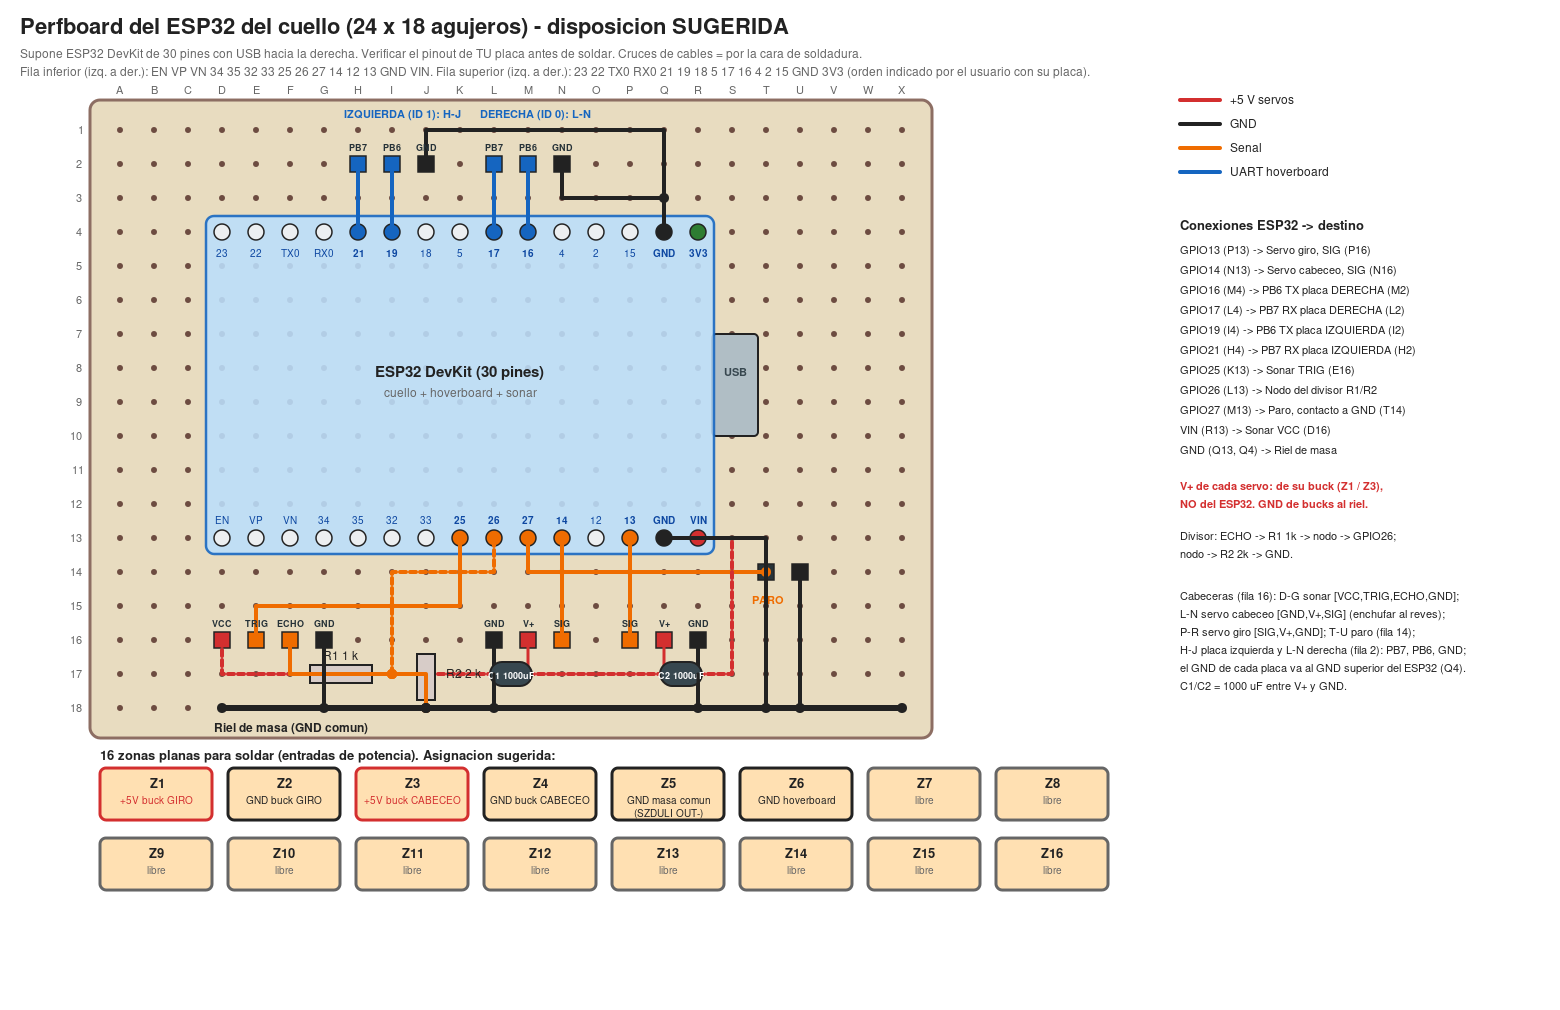 Perfboard del ESP32 del cuello (24 x 18 agujeros) - disposicion SUGERIDA
Supone ESP32 DevKit de 30 pines con USB hacia la derecha. Verificar el pinout de TU placa antes de soldar. Cruces de cables = por la cara de soldadura.
Fila inferior (izq. a der.): EN VP VN 34 35 32 33 25 26 27 14 12 13 GND VIN. Fila superior (izq. a der.): 23 22 TX0 RX0 21 19 18 5 17 16 4 2 15 GND 3V3 (orden indicado por el usuario con su placa).
A B C D E F G H I J K L M N O P Q R S T U V W X
IZQUIERDA (ID 1): H-J DERECHA (ID 0): L-N
1
PB7 PB6 GND PB7 PB6 GND
2
3
4
23 22 TX0 RX0 21 19 18 5 17 16 4 2 15 GND 3V3
5
6
7
8
ESP32 DevKit (30 pines)
USB
cuello + hoverboard + sonar
9
10
11
12
EN VP VN 34 35 32 33 25 26 27 14 12 13 GND VIN
13
14
PARO
15
VCC TRIG ECHO GND GND V+ SIG SIG V+ GND
16
R1 1 k
17
R2 2 k
C1 1000uF
C2 1000uF
18
Riel de masa (GND comun)
+5 V servos
GND
Senal
UART hoverboard
Conexiones ESP32 -> destino
GPIO13 (P13) -> Servo giro, SIG (P16)
GPIO14 (N13) -> Servo cabeceo, SIG (N16)
GPIO16 (M4) -> PB6 TX placa DERECHA (M2)
GPIO17 (L4) -> PB7 RX placa DERECHA (L2)
GPIO19 (I4) -> PB6 TX placa IZQUIERDA (I2)
GPIO21 (H4) -> PB7 RX placa IZQUIERDA (H2)
GPIO25 (K13) -> Sonar TRIG (E16)
GPIO26 (L13) -> Nodo del divisor R1/R2
GPIO27 (M13) -> Paro, contacto a GND (T14)
VIN (R13) -> Sonar VCC (D16)
GND (Q13, Q4) -> Riel de masa
V+ de cada servo: de su buck (Z1 / Z3),
NO del ESP32. GND de bucks al riel.
Divisor: ECHO -> R1 1k -> nodo -> GPIO26;
nodo -> R2 2k -> GND.
Cabeceras (fila 16): D-G sonar [VCC,TRIG,ECHO,GND];
L-N servo cabeceo [GND,V+,SIG] (enchufar al reves);
P-R servo giro [SIG,V+,GND]; T-U paro (fila 14);
H-J placa izquierda y L-N derecha (fila 2): PB7, PB6, GND;
el GND de cada placa va al GND superior del ESP32 (Q4).
C1/C2 = 1000 uF entre V+ y GND.
16 zonas planas para soldar (entradas de potencia). Asignacion sugerida:
Z1
+5V buck GIRO
Z2
GND buck GIRO
Z3
+5V buck CABECEO
Z4
GND buck CABECEO
Z5
GND masa comun
(SZDULI OUT-)
Z6
GND hoverboard
Z7
libre
Z8
libre
Z9
libre
Z10
libre
Z11
libre
Z12
libre
Z13
libre
Z14
libre
Z15
libre
Z16
libre